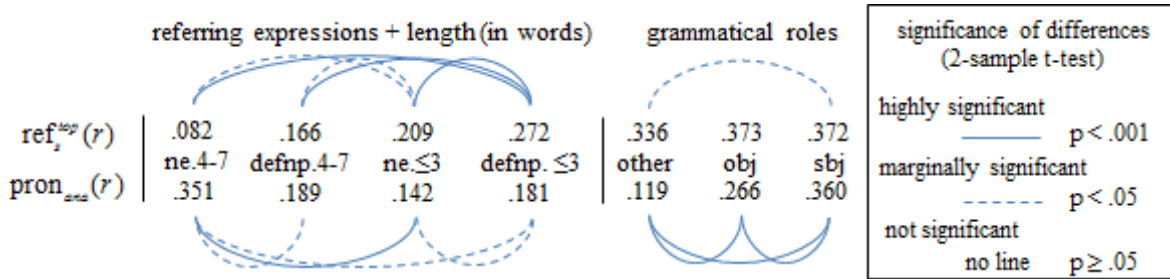 referring expressions + length (in words) grammatical roles
ref_s^top(r) .082 .166 .209 .272 .336 .373 .372
ne.4-7 defnp.4-7 ne.≤3 defnp. ≤3 other obj sbj
pron_ana(r) .351 .189 .142 .181 .119 .266 .360
significance of differences
(2-sample t-test)
highly significant
p < .001
marginally significant
p < .05
not significant
no line p ≥ .05